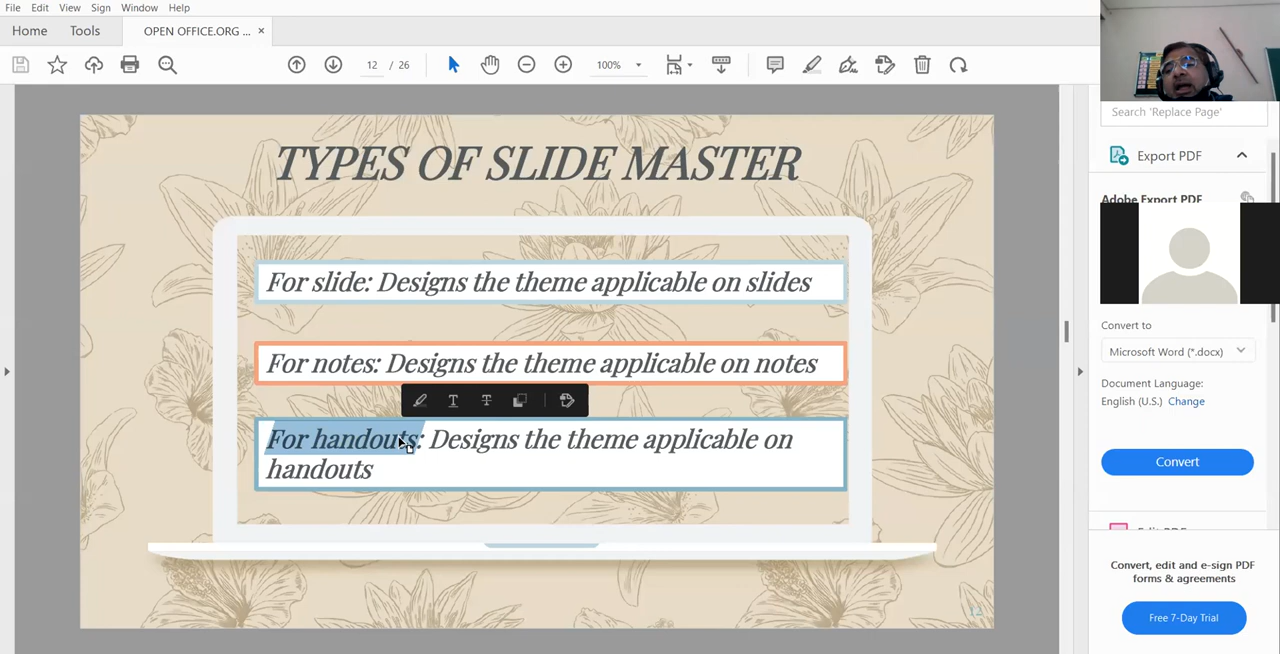 File Edit View Sign Window Help
Home Tools OPEN OFFICE.ORG ... ×
12 / 26 100%
Search 'Replace Page'
Export PDF
Adobe Export PDF
TYPES OF SLIDE MASTER
For slide: Designs the theme applicable on slides
For notes: Designs the theme applicable on notes
For handouts: Designs the theme applicable on
handouts
12
Convert to
Microsoft Word (*.docx)
Document Language:
English (U.S.) Change
Convert
Edit PDF
Convert, edit and e-sign PDF
forms & agreements
Free 7-Day Trial